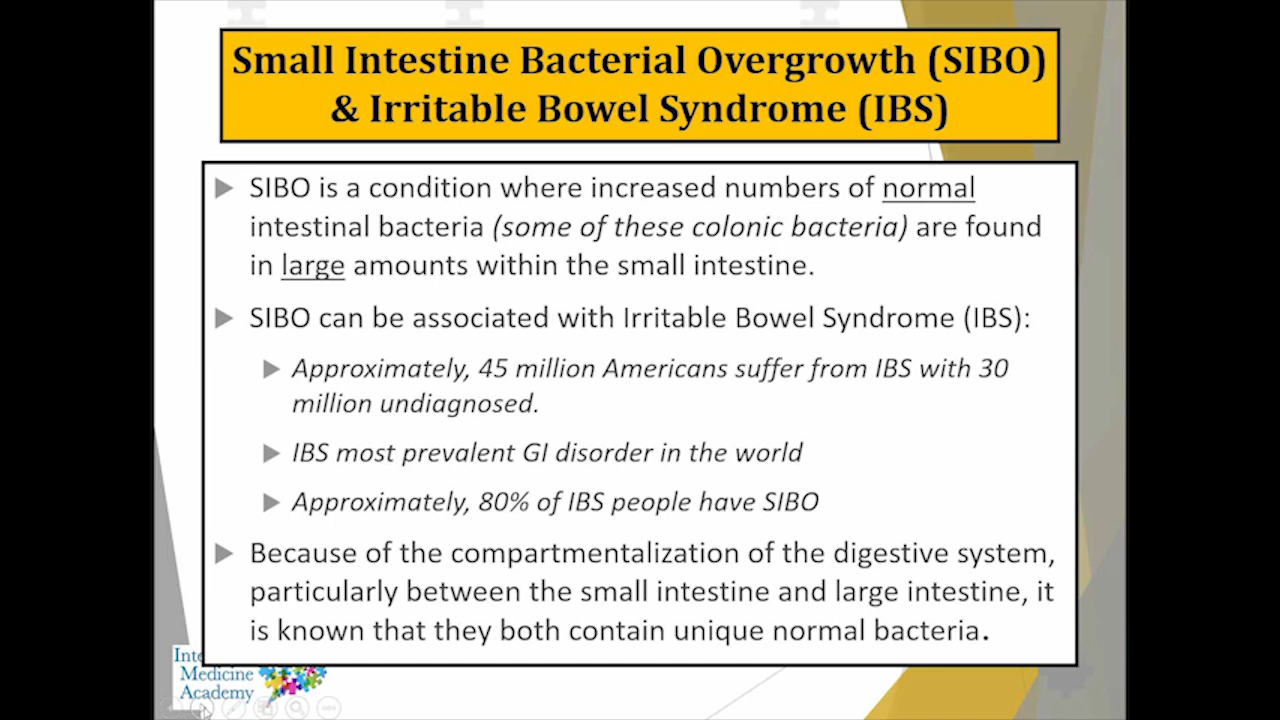 Small Intestine Bacterial Overgrowth (SIBO)
& Irritable Bowel Syndrome (IBS)
SIBO is a condition where increased numbers of normal
intestinal bacteria (some of these colonic bacteria) are found
in large amounts within the small intestine.
SIBO can be associated with Irritable Bowel Syndrome (IBS):
Approximately, 45 million Americans suffer from IBS with 30
million undiagnosed.
IBS most prevalent GI disorder in the world
Approximately, 80% of IBS people have SIBO
Because of the compartmentalization of the digestive system,
particularly between the small intestine and large intestine, it
is known that they both contain unique normal bacteria.
Medicine
Academy